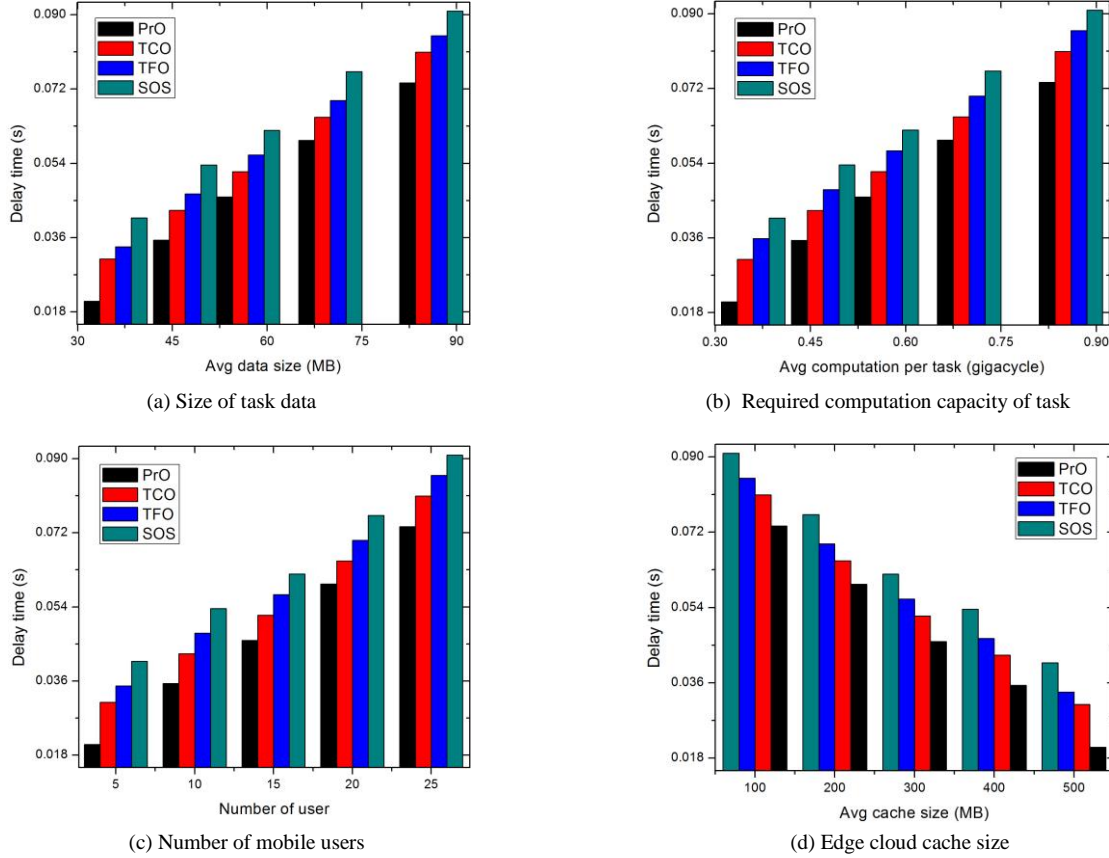 0.090
0.072
0.054
0.036
0.018
Delay time (s)
PrO
TCO
TFO
SOS
30 45 60 75 90
Avg data size (MB)
(a) Size of task data
0.090
0.072
0.054
0.036
0.018
Delay time (s)
PrO
TCO
TFO
SOS
0.30 0.45 0.60 0.75 0.90
Avg computation per task (gigacycle)
(b) Required computation capacity of task
0.090
0.072
0.054
0.036
0.018
Delay time (s)
PrO
TCO
TFO
SOS
5 10 15 20 25
Number of user
(c) Number of mobile users
0.090
0.072
0.054
0.036
0.018
Delay time (s)
PrO
TCO
TFO
SOS
100 200 300 400 500
Avg cache size (MB)
(d) Edge cloud cache size